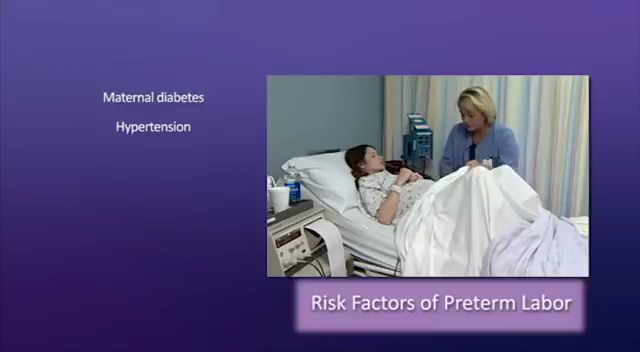 Maternal diabetes
Hypertension
Risk Factors of Preterm Labor